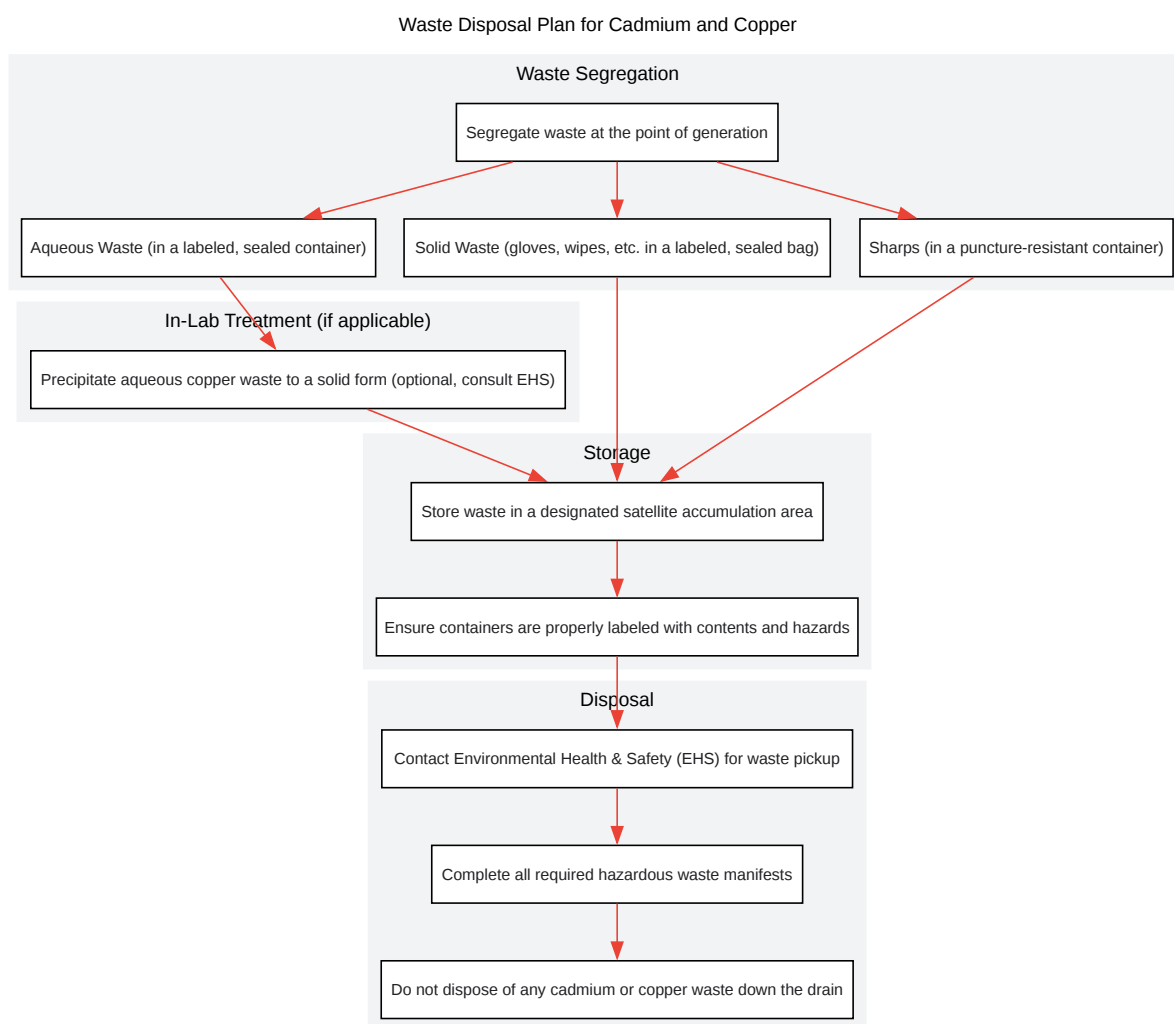 Waste Disposal Plan for Cadmium and Copper
Waste Segregation
Segregate waste at the point of generation
Aqueous Waste (in a labeled, sealed container)
Solid Waste (gloves, wipes, etc. in a labeled, sealed bag)
Sharps (in a puncture-resistant container)
In-Lab Treatment (if applicable)
Precipitate aqueous copper waste to a solid form (optional, consult EHS)
Storage
Store waste in a designated satellite accumulation area
Ensure containers are properly labeled with contents and hazards
Disposal
Contact Environmental Health & Safety (EHS) for waste pickup
Complete all required hazardous waste manifests
Do not dispose of any cadmium or copper waste down the drain